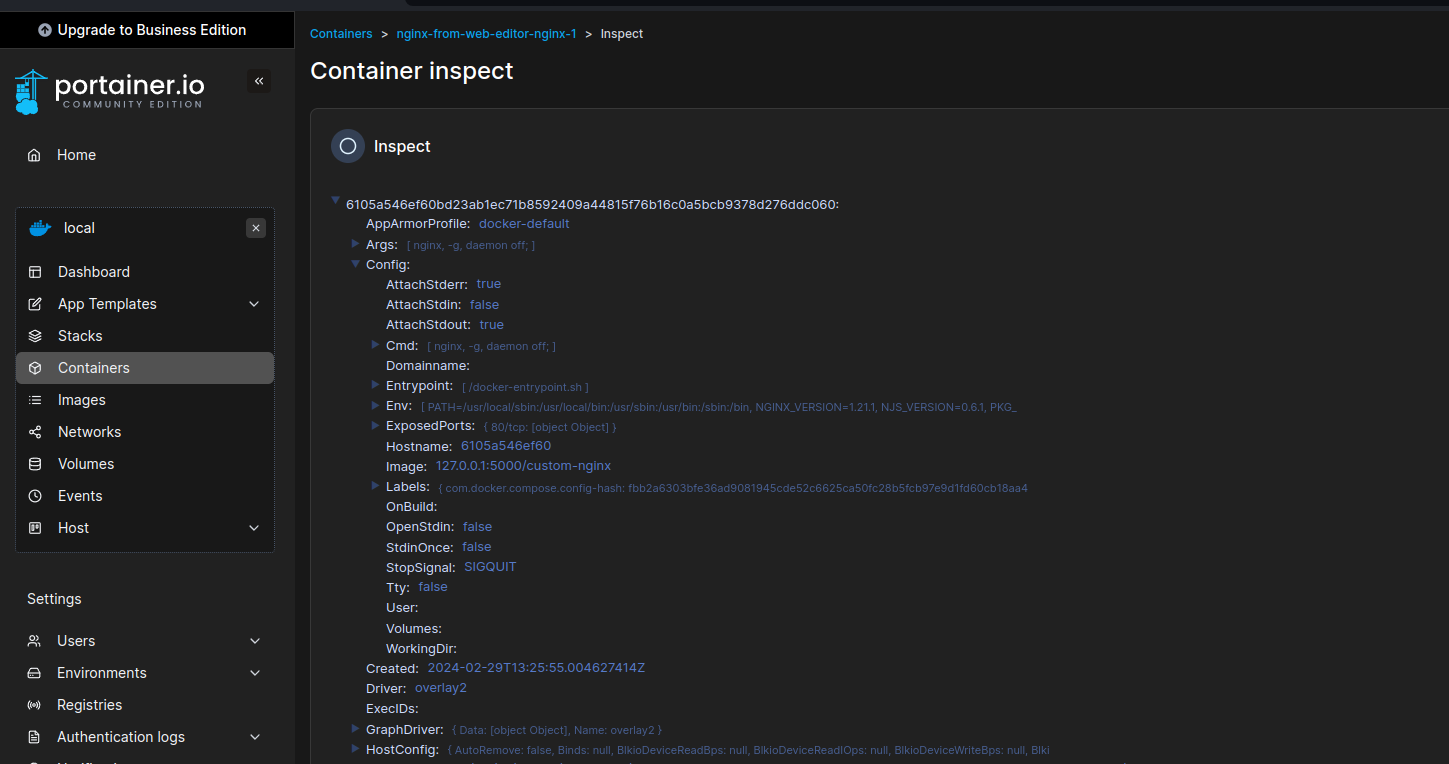 Upgrade to Business Edition
portainer.io
COMMUNITY EDITION
Home
local
Dashboard
App Templates
Stacks
Containers
Images
Networks
Volumes
Events
Host
Settings
Users
Environments
Registries
Authentication logs
Containers > nginx-from-web-editor-nginx-1 > Inspect
Container inspect
Inspect
6105a546ef60bd23ab1ec71b8592409a44815f76b16c0a5bcb9378d276ddc060:
AppArmorProfile: docker-default
Args: [ nginx, -g, daemon off; ]
Config:
AttachStderr: true
AttachStdin: false
AttachStdout: true
Cmd: [ nginx, -g, daemon off; ]
Domainname:
Entrypoint: [ /docker-entrypoint.sh ]
Env: [ PATH=/usr/local/sbin:/usr/local/bin:/usr/sbin:/usr/bin:/sbin:/bin, NGINX_VERSION=1.21.1, NJS_VERSION=0.6.1, PKG_
ExposedPorts: { 80/tcp: [object Object] }
Hostname: 6105a546ef60
Image: 127.0.0.1:5000/custom-nginx
Labels: { com.docker.compose.config-hash: fbb2a6303bfe36ad9081945cde52c6625ca50fc28b5fcb97e9d1fd60cb18aa4
OnBuild:
OpenStdin: false
StdinOnce: false
StopSignal: SIGQUIT
Tty: false
User:
Volumes:
WorkingDir:
Created: 2024-02-29T13:25:55.004627414Z
Driver: overlay2
ExecIDs:
GraphDriver: { Data: [object Object], Name: overlay2 }
HostConfig: { AutoRemove: false, Binds: null, BlkioDeviceReadBps: null, BlkioDeviceReadIOps: null, BlkioDeviceWriteBps: null, Blki